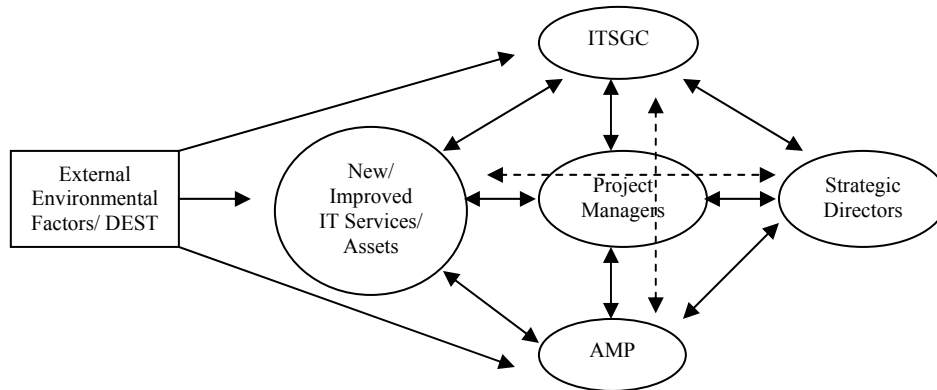 ITSGC
External
Environmental
Factors/ DEST
New/
Improved
IT Services/
Assets
Project
Managers
Strategic
Directors
AMP